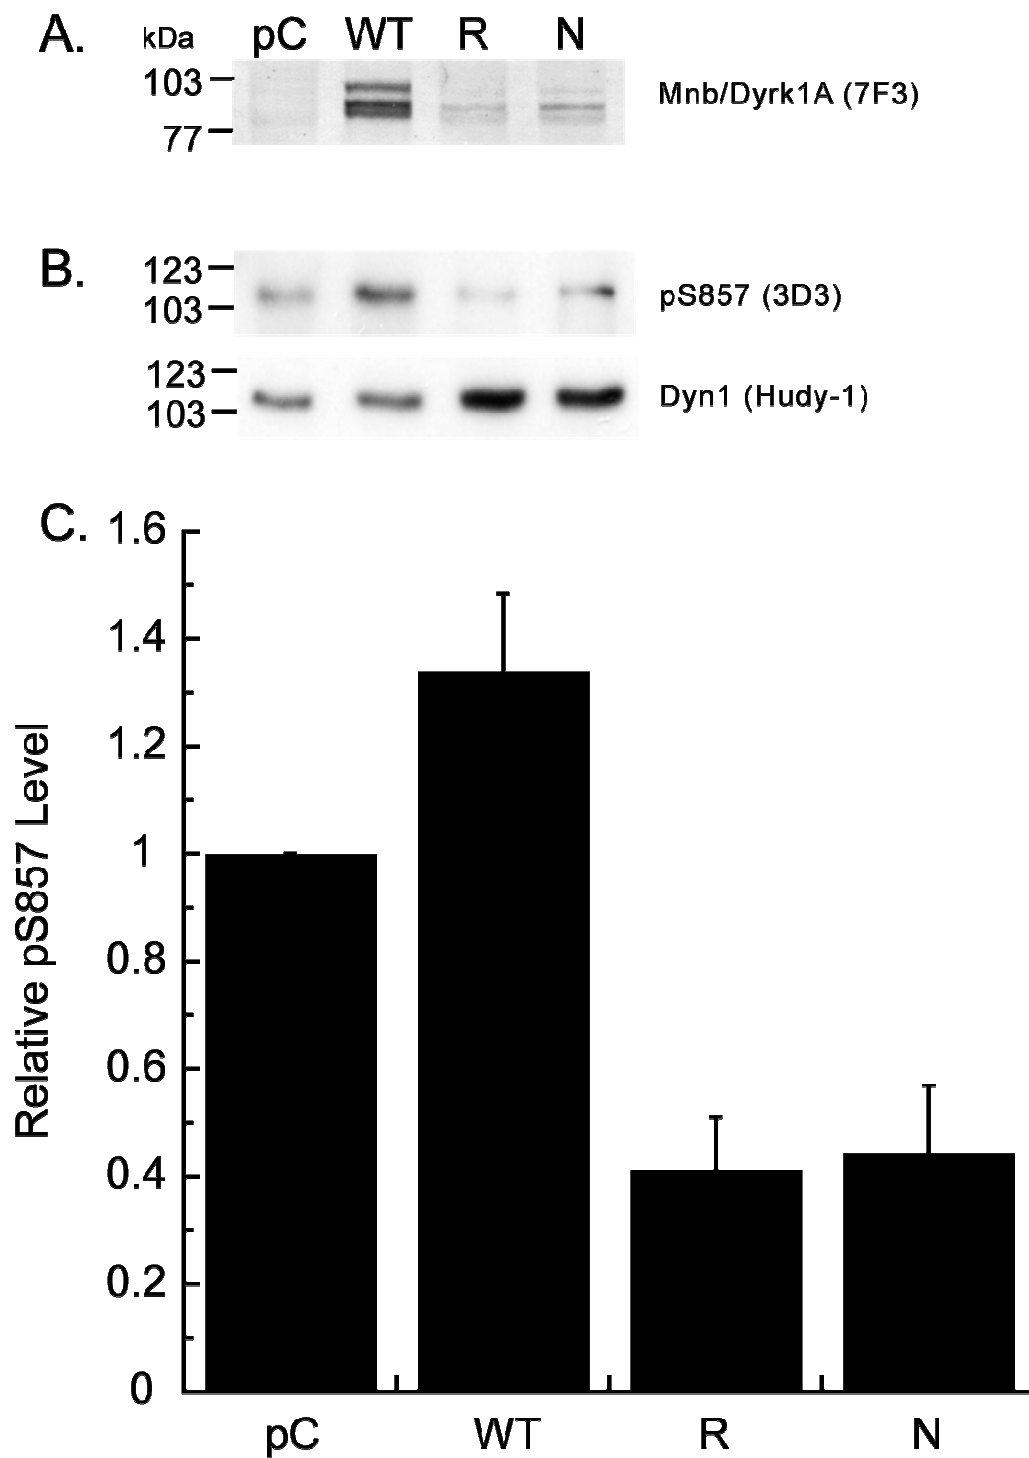 A. kDa pC WT R N
103
Mnb/Dyrk1A (7F3)
77
B. 123
pS857 (3D3)
103
123
Dyn1 (Hudy-1)
103
C. 1.6
1.4
1.2
1
0.8
0.6
0.4
0.2
0
Relative pS857 Level
pC WT R N